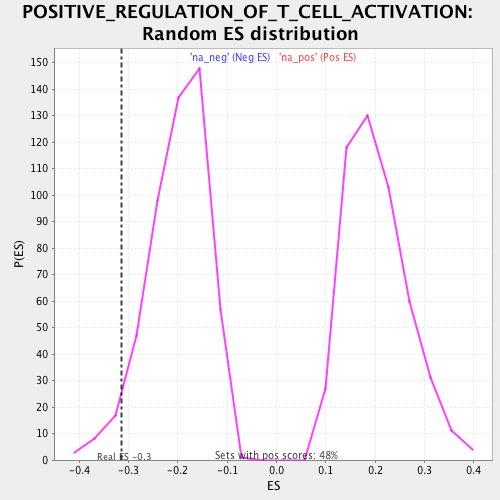 POSITIVE_REGULATION_OF_T_CELL_ACTIVATION:
Random ES distribution
'na_neg' (Neg ES) 'na_pos' (Pos ES)
150
140
130
120
110
100
90
80
70
60
50
40
30
20
10
0
P(ES)
Real ES -0.3
Sets with pos scores: 48%
-0.4 -0.3 -0.2 -0.1 0.0 0.1 0.2 0.3 0.4
ES